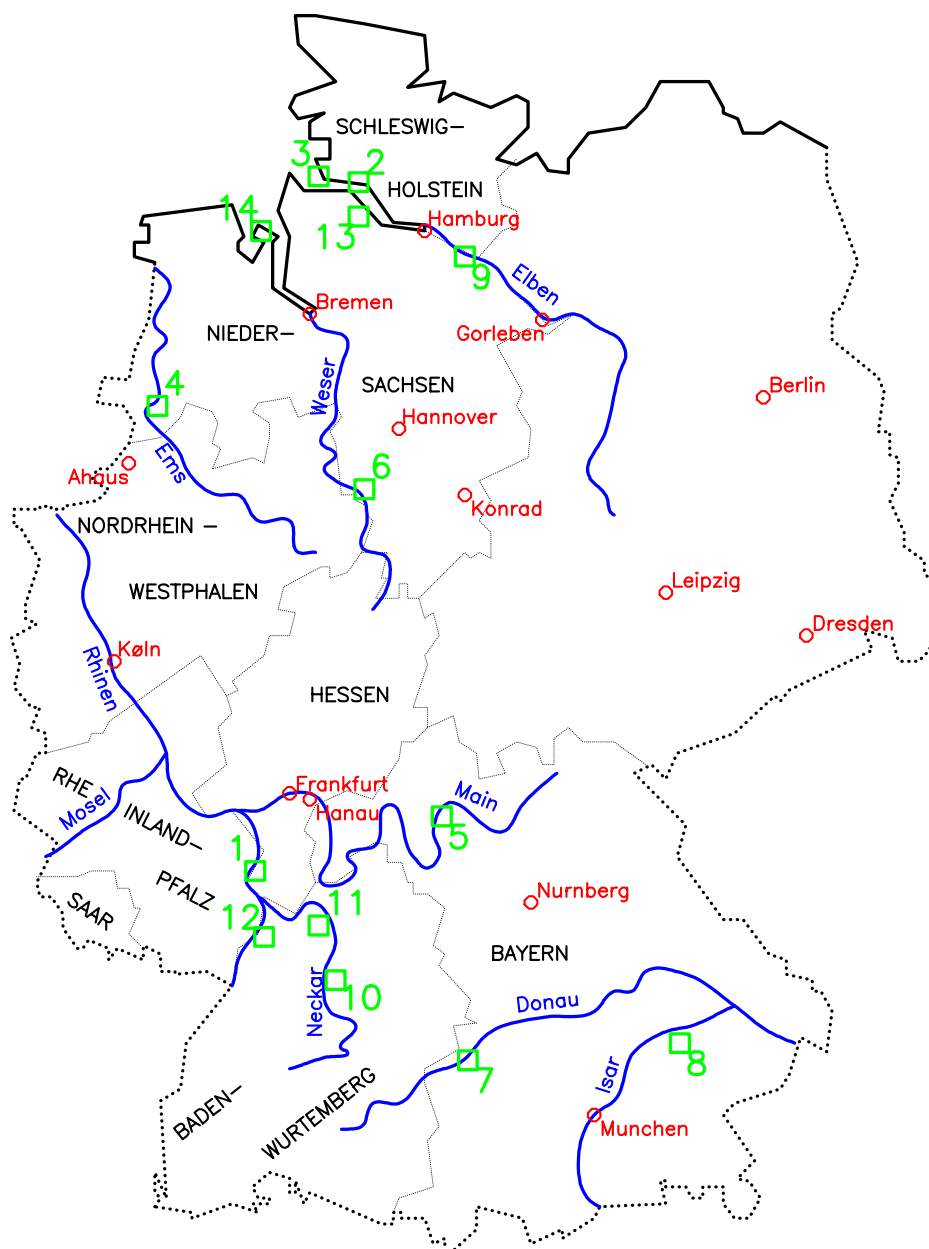 SCHLESWIG-
3
2
HOLSTEIN
14
13
Hamburg
9
Elben
Bremen
NIEDER-
Gorleben
Weser
SACHSEN
4
Berlin
Hannover
Ems
6
Ahaus
Konrad
NORDRHEIN -
WESTPHALEN
Leipzig
Dresden
Køln
Rhinen
HESSEN
RHE
Frankfurt
Mosel
Hanau
Main
INLAND-
5
1
PFALZ
Nurnberg
SAAR
12
11
BAYERN
Neckar
10
Donau
7
Isar
8
BADEN-
WURTEMBERG
Munchen